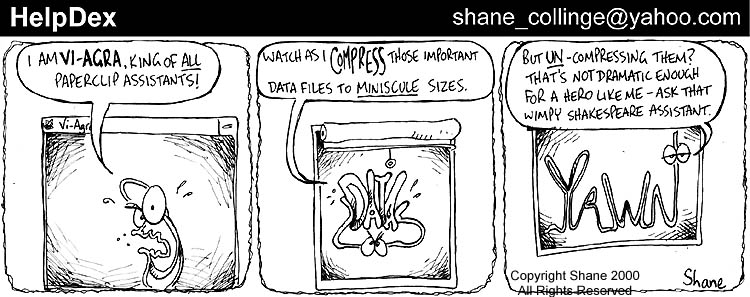 HelpDex
shane_collinge@yahoo.com
I AM VI-AGRA, KING OF ALL
PAPERCLIP ASSISTANTS!
Vi-Agra
WATCH AS I COMPRESS THOSE IMPORTANT
DATA FILES TO MINISCULE SIZES.
DATA
BUT UN-COMPRESSING THEM?
THAT'S NOT DRAMATIC ENOUGH
FOR A HERO LIKE ME - ASK THAT
WIMPY SHAKESPEARE ASSISTANT.
YAWN
Copyright Shane 2000
All Rights Reserved
Shane